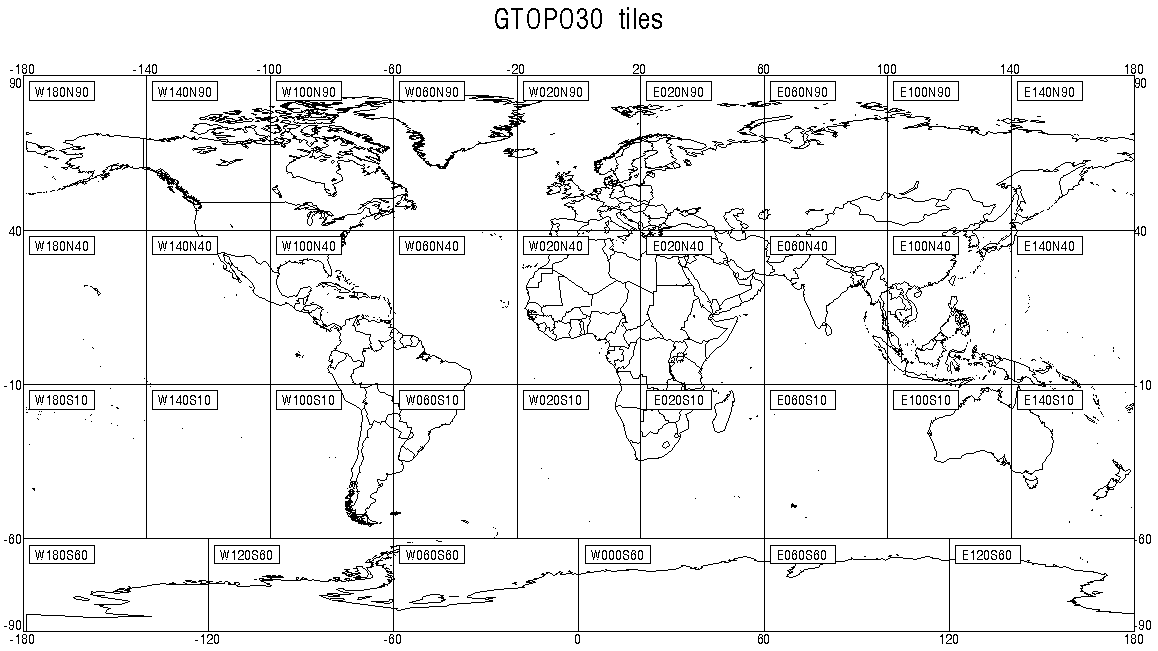 GTOPO30 tiles
-180 -140 -100 -60 -20 20 60 100 140 180
90 90
W180N90 W140N90 W100N90 W060N90 W020N90 E020N90 E060N90 E100N90 E140N90
40 40
W180N40 W140N40 W100N40 W060N40 W020N40 E020N40 E060N40 E100N40 E140N40
-10 -10
W180S10 W140S10 W100S10 W060S10 W020S10 E020S10 E060S10 E100S10 E140S10
-60 -60
W180S60 W120S60 W060S60 W000S60 E060S60 E120S60
-90 -90
-180 -120 -60 0 60 120 180